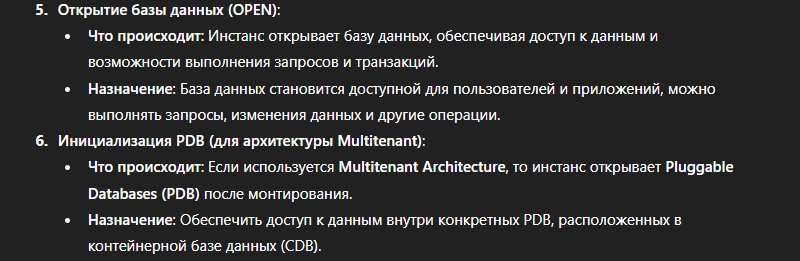 5. Открытие базы данных (OPEN):
• Что происходит: Инстанс открывает базу данных, обеспечивая доступ к данным и
возможности выполнения запросов и транзакций.
• Назначение: База данных становится доступной для пользователей и приложений, можно
выполнять запросы, изменения данных и другие операции.
6. Инициализация PDB (для архитектуры Multitenant):
• Что происходит: Если используется Multitenant Architecture, то инстанс открывает Pluggable
Databases (PDB) после монтирования.
• Назначение: Обеспечить доступ к данным внутри конкретных PDB, расположенных в
контейнерной базе данных (CDB).